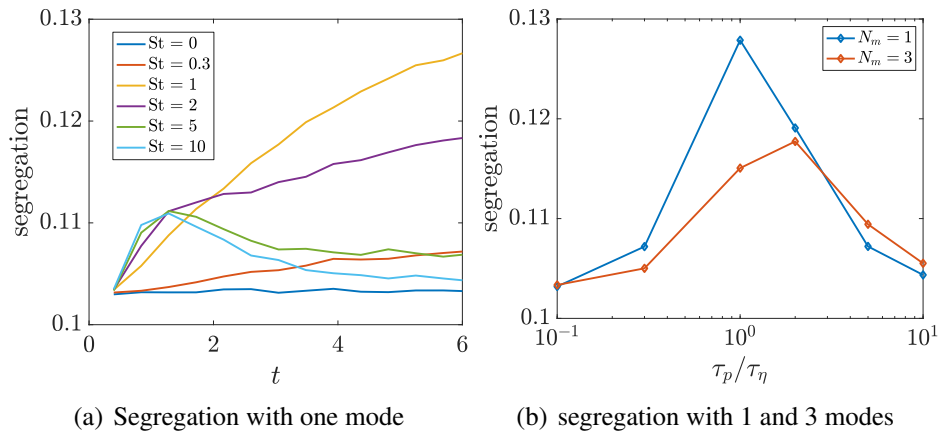 0.13
0.12
0.11
0.1
segregation
St = 0
St = 0.3
St = 1
St = 2
St = 5
St = 10
0
2
4
6
t
(a) Segregation with one mode
0.13
0.12
0.11
0.1
segregation
N_m = 1
N_m = 3
10^{-1}
10^0
10^1
τ_p/τ_η
(b) segregation with 1 and 3 modes